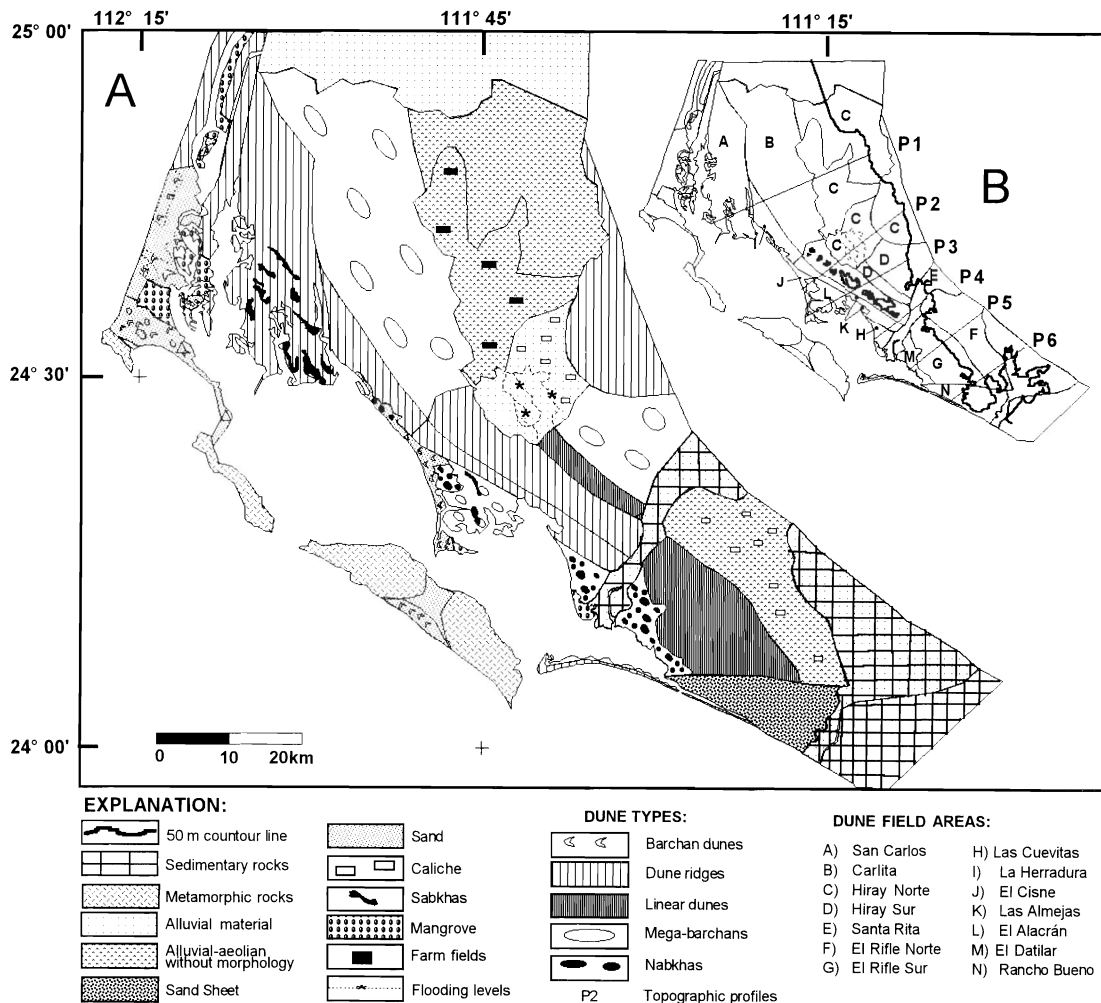 112° 15'
111° 45'
111° 15'
25° 00'
24° 30'
24° 00'
A
B
A
B
C
C
C
C
C
D
D
E
F
G
H
J
K
L
M
N
P1
P2
P3
P4
P5
P6
0 10 20km
EXPLANATION:
50 m countour line
Sedimentary rocks
Metamorphic rocks
Alluvial material
Alluvial-aeolian
without morphology
Sand Sheet
Sand
Caliche
Sabkhas
Mangrove
Farm fields
Flooding levels
DUNE TYPES:
Barchan dunes
Dune ridges
Linear dunes
Mega-barchans
Nabkhas
P2 Topographic profiles
DUNE FIELD AREAS:
A) San Carlos
B) Carlita
C) Hiray Norte
D) Hiray Sur
E) Santa Rita
F) El Rifle Norte
G) El Rifle Sur
H) Las Cuevitas
I) La Herradura
J) El Cisne
K) Las Almejas
L) El Alacrán
M) El Datilar
N) Rancho Bueno